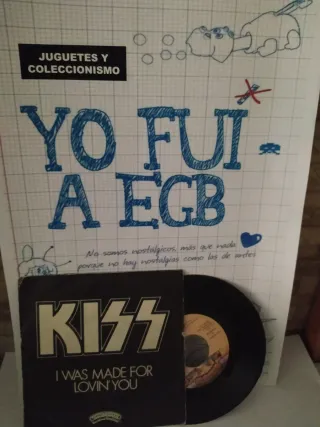 JUGUETES Y
COLECCIONISMO
YO FUI
A EGB
No somos nostálgicos, más que nada
porque no hay nostalgias como las de antes
KISS
I WAS MADE FOR
LOVIN' YOU